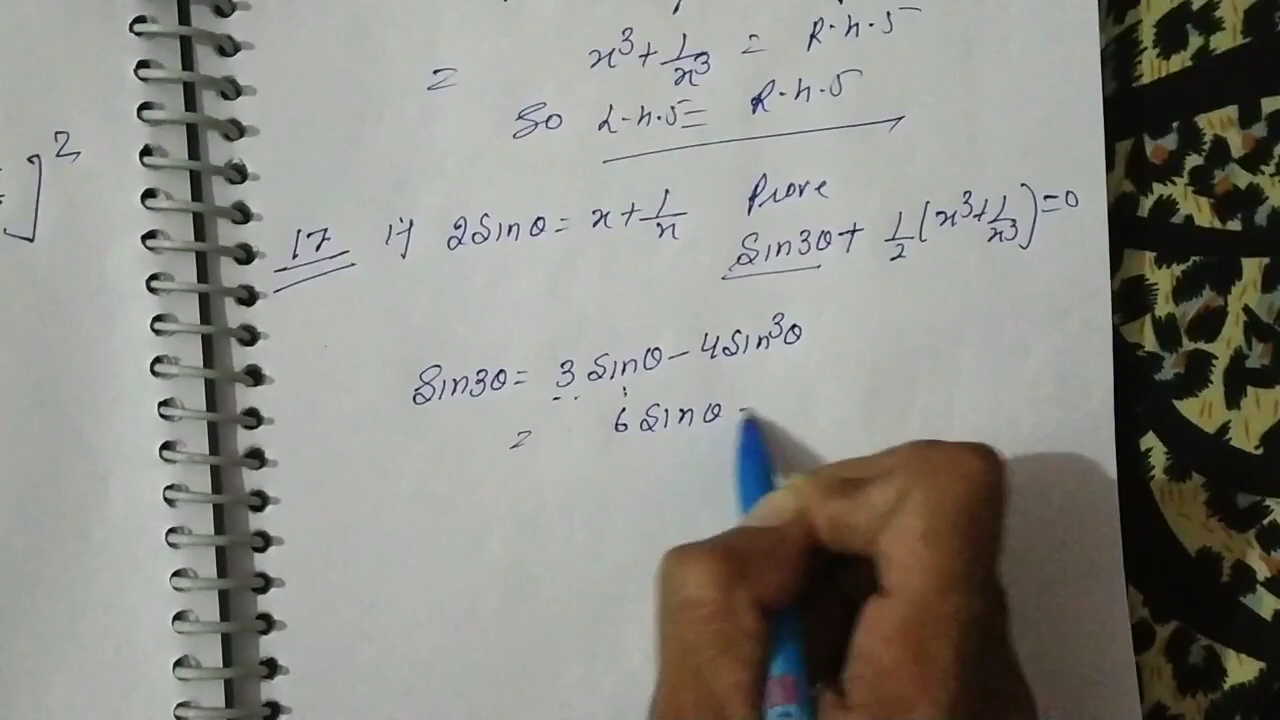 ]²
x³ + 1/x³ = R.H.S
=
So L.H.S = R.H.S
17 if 2Sinθ = x + 1/x Prove
Sin3θ + 1/2 (x³ + 1/x³) = 0
Sin3θ = 3 Sinθ - 4Sin³θ
= 6 Sinθ -